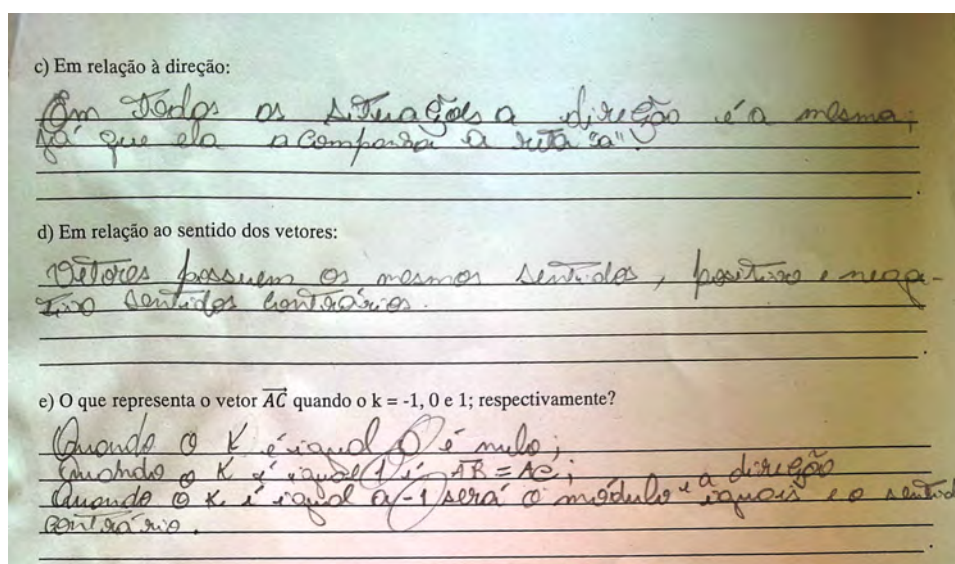 c) Em relação à direção:
Em todas as situações a direção é a mesma,
já que ela acompanha a reta "a".
d) Em relação ao sentido dos vetores:
Vetores possuem os mesmos sentidos, positivo e nega-
tivo sentidos contrários.
e) O que representa o vetor AC quando o k = -1, 0 e 1; respectivamente?
Quando o K é igual 0 é nulo;
Quando o K é igual 1 é AB = AC;
Quando o K é igual a -1 será o módulo e a direção iguais e o sentido
contrário.